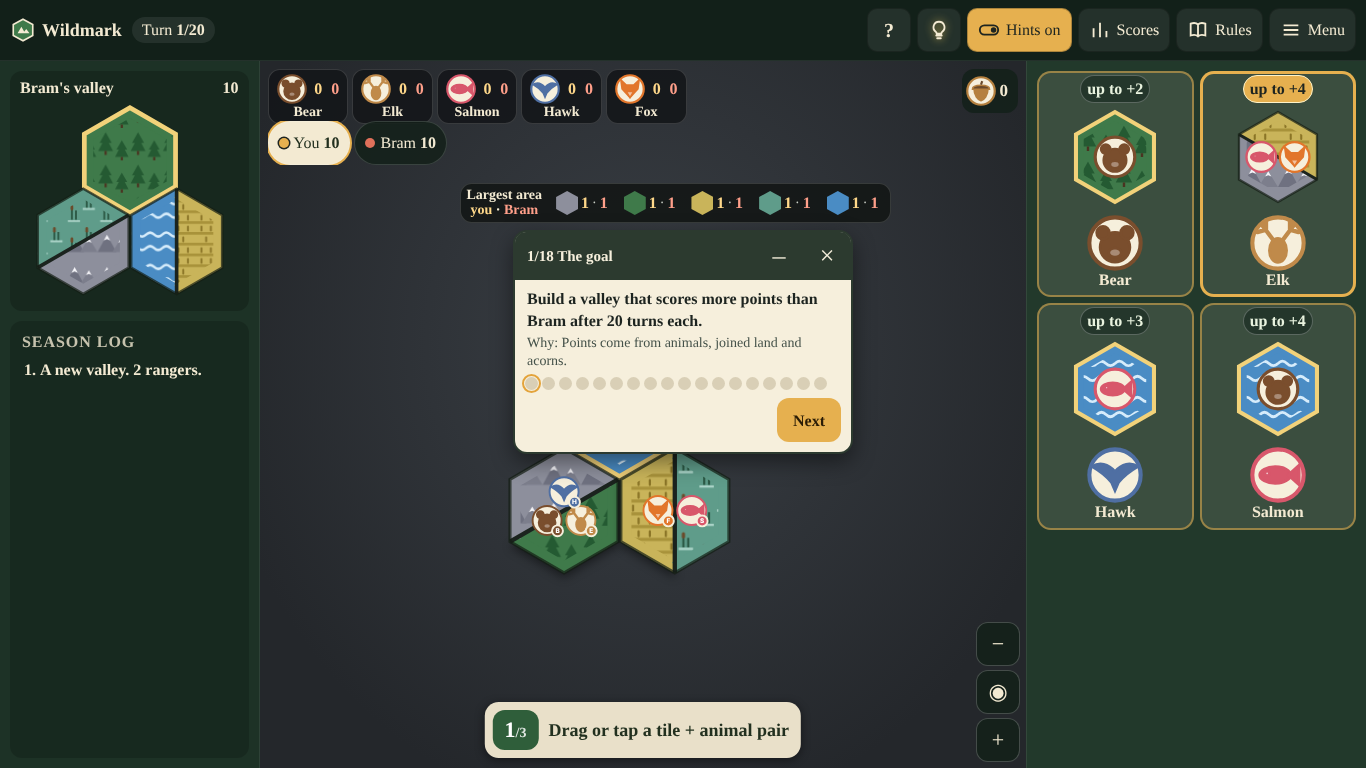 Wildmark
Turn 1/20
?
Hints on
Scores
Rules
Menu
Bram's valley
10
SEASON LOG
1. A new valley. 2 rangers.
0 0
Bear
0 0
Elk
0 0
Salmon
0 0
Hawk
0 0
Fox
0
You 10
Bram 10
Largest area
you · Bram
1 · 1
1 · 1
1 · 1
1 · 1
1 · 1
1/18 The goal
Build a valley that scores more points than
Bram after 20 turns each.
Why: Points come from animals, joined land and
acorns.
Next
H
B
E
F
S
1/3
Drag or tap a tile + animal pair
−
+
up to +2
Bear
up to +4
Elk
up to +3
Hawk
up to +4
Salmon